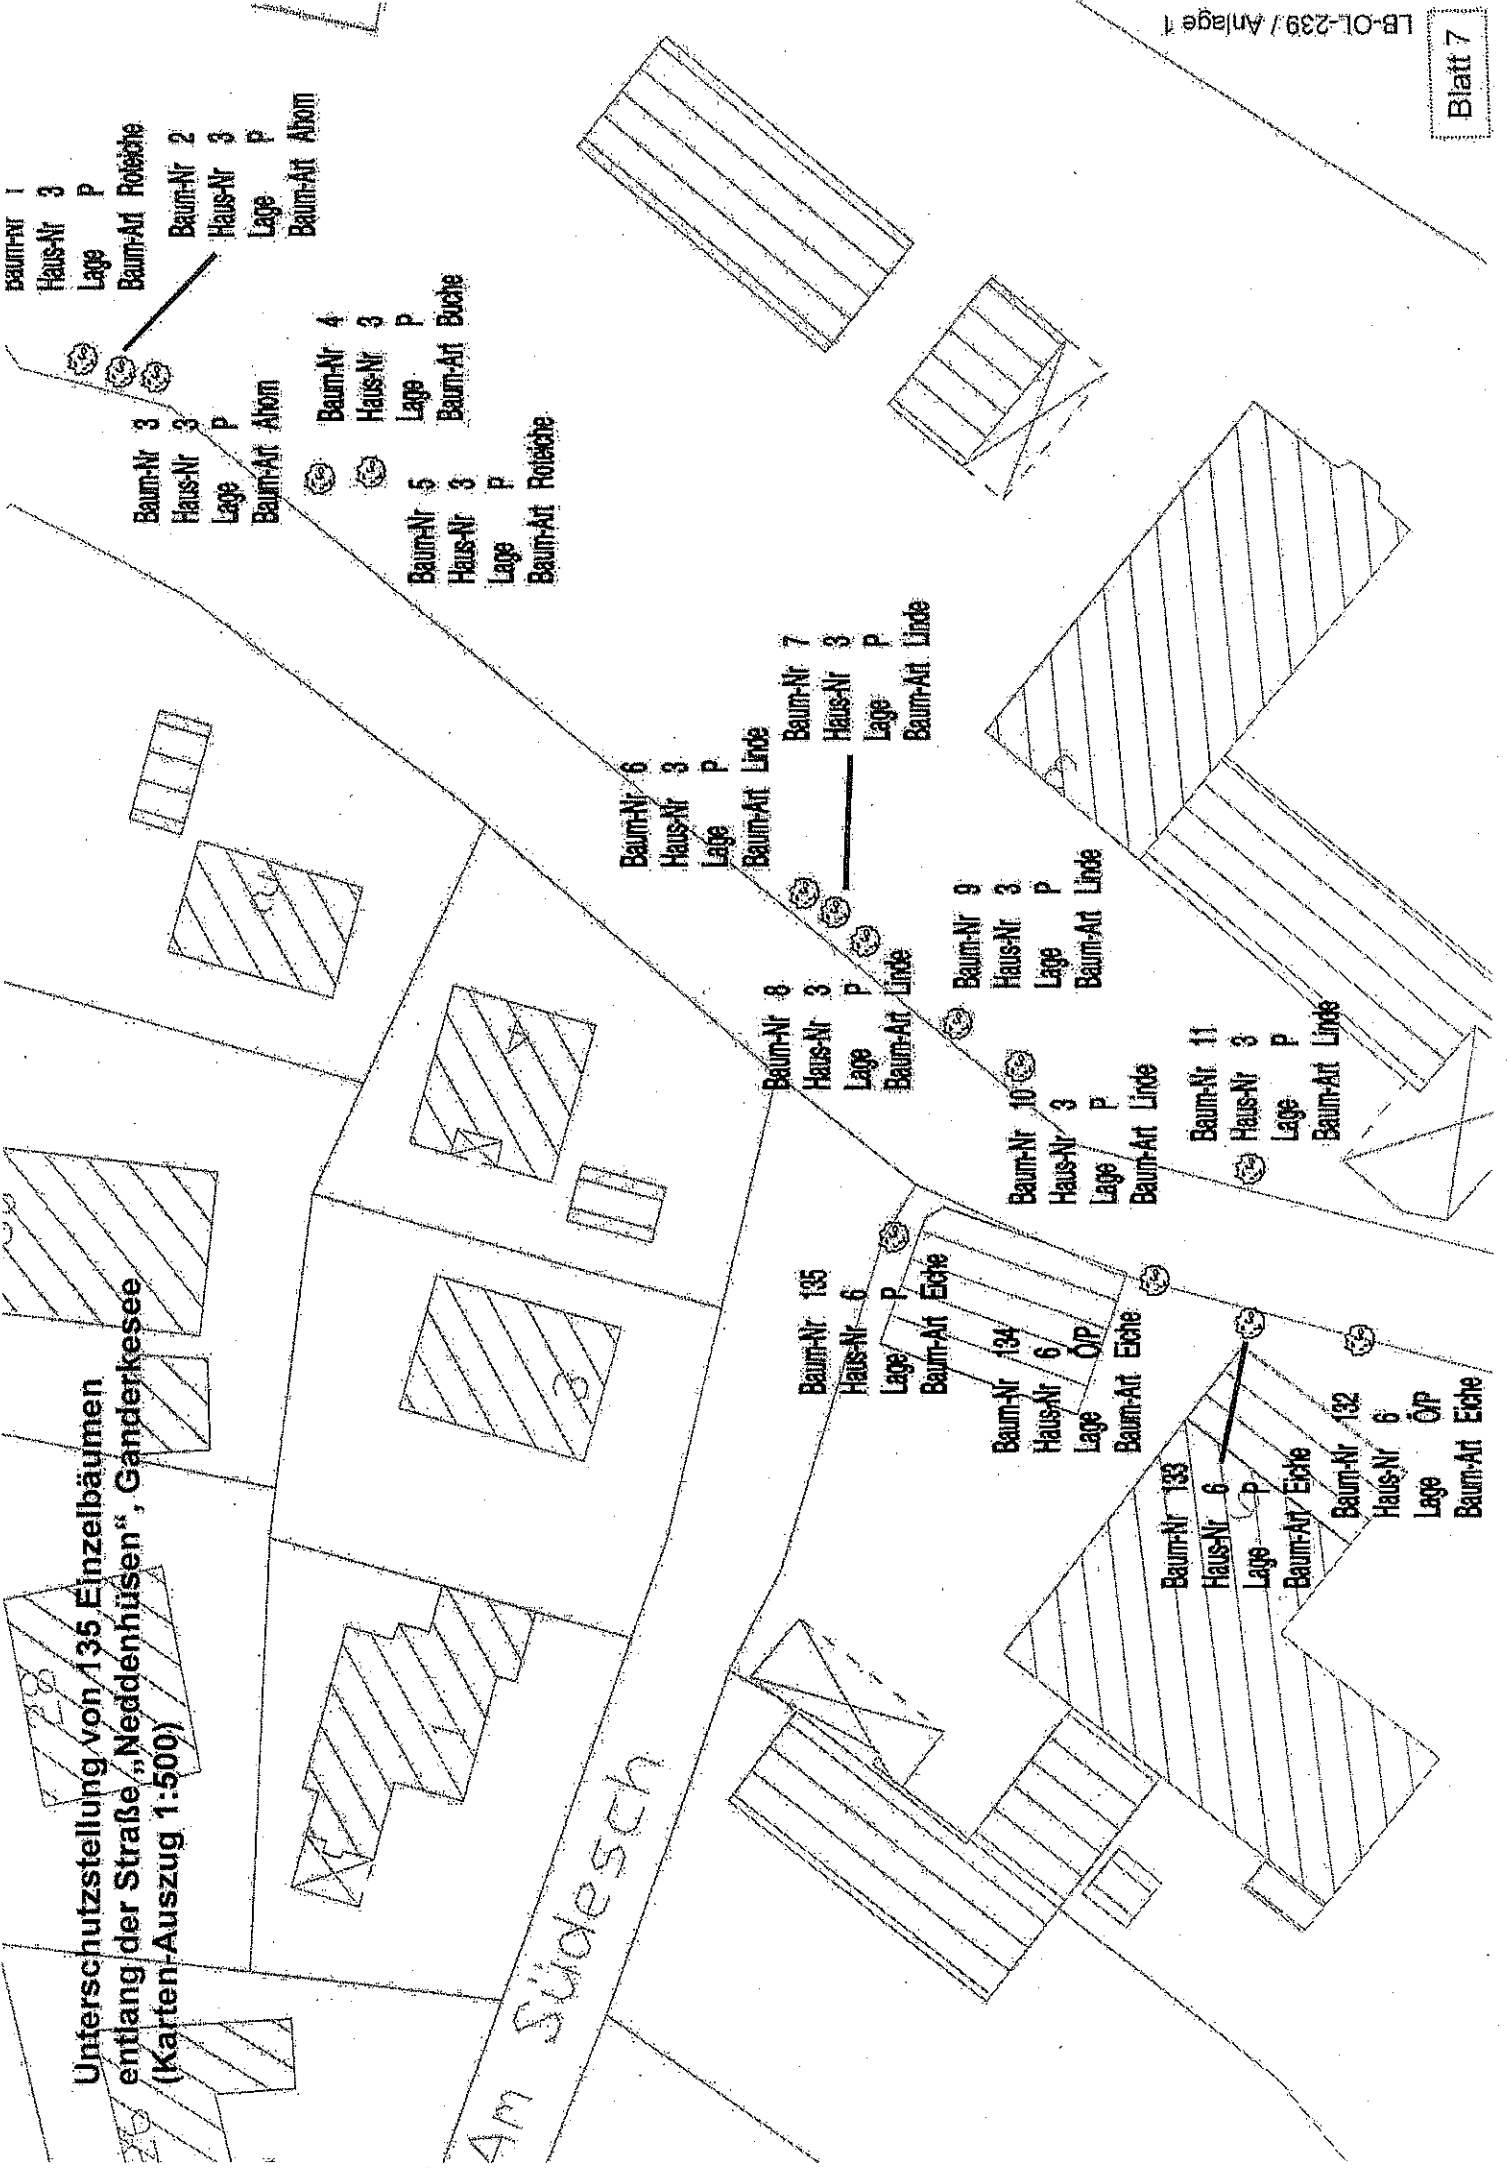 Unterschutzstellung von 135 Einzelbäumen
entlang der Straße „Neddenhüsen“, Ganderkesee
(Karten-Auszug 1:500)
LB-OL-239 / Anlage 1
Blatt 7
Baum-Nr 1
Haus-Nr 3
Lage P
Baum-Art Roteiche
Baum-Nr 2
Haus-Nr 3
Lage P
Baum-Art Ahorn
Baum-Nr 3
Haus-Nr 3
Lage P
Baum-Art Ahorn
Baum-Nr 4
Haus-Nr 3
Lage P
Baum-Art Buche
Baum-Nr 5
Haus-Nr 3
Lage P
Baum-Art Roteiche
Baum-Nr 6
Haus-Nr 3
Lage P
Baum-Art Linde
Baum-Nr 7
Haus-Nr 3
Lage P
Baum-Art Linde
Baum-Nr 8
Haus-Nr 3
Lage P
Baum-Art Linde
Baum-Nr 9
Haus-Nr 3
Lage P
Baum-Art Linde
Baum-Nr 10
Haus-Nr 3
Lage P
Baum-Art Linde
Baum-Nr 11
Haus-Nr 3
Lage P
Baum-Art Linde
Baum-Nr 135
Haus-Nr 6
Lage P
Baum-Art Eiche
Baum-Nr 134
Haus-Nr 6
Lage Ö/P
Baum-Art Eiche
Baum-Nr 133
Haus-Nr 6
Lage P
Baum-Art Eiche
Baum-Nr 132
Haus-Nr 6
Lage Ö/P
Baum-Art Eiche
Am Südesch
28
26
2
4
3
1
6